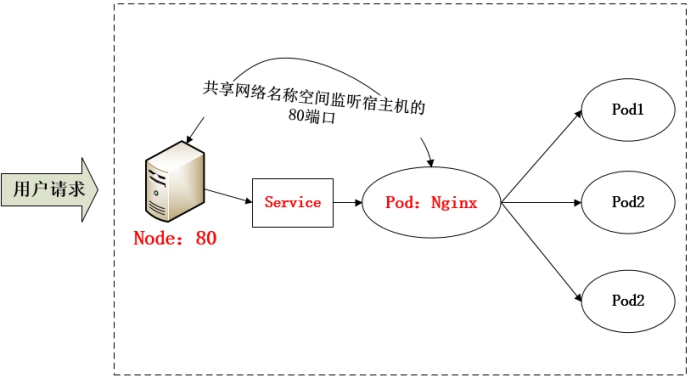 共享网络名称空间监听宿主机的
80端口
用户请求
Node：80
Service
Pod：Nginx
Pod1
Pod2
Pod2